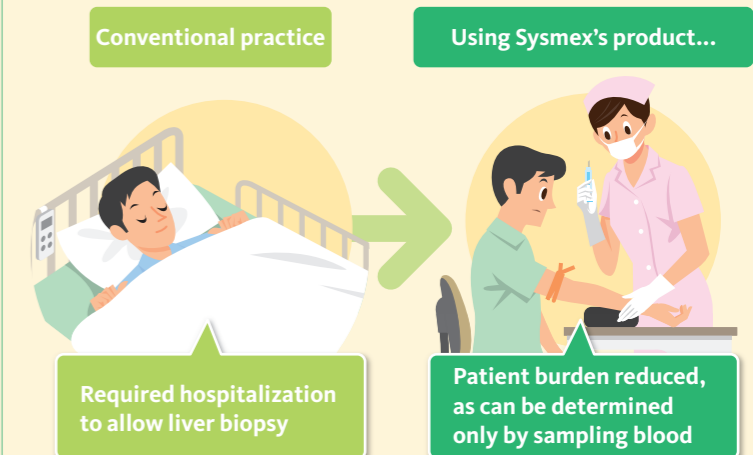 Conventional practice
Using Sysmex's product...
Required hospitalization
to allow liver biopsy
Patient burden reduced,
as can be determined
only by sampling blood